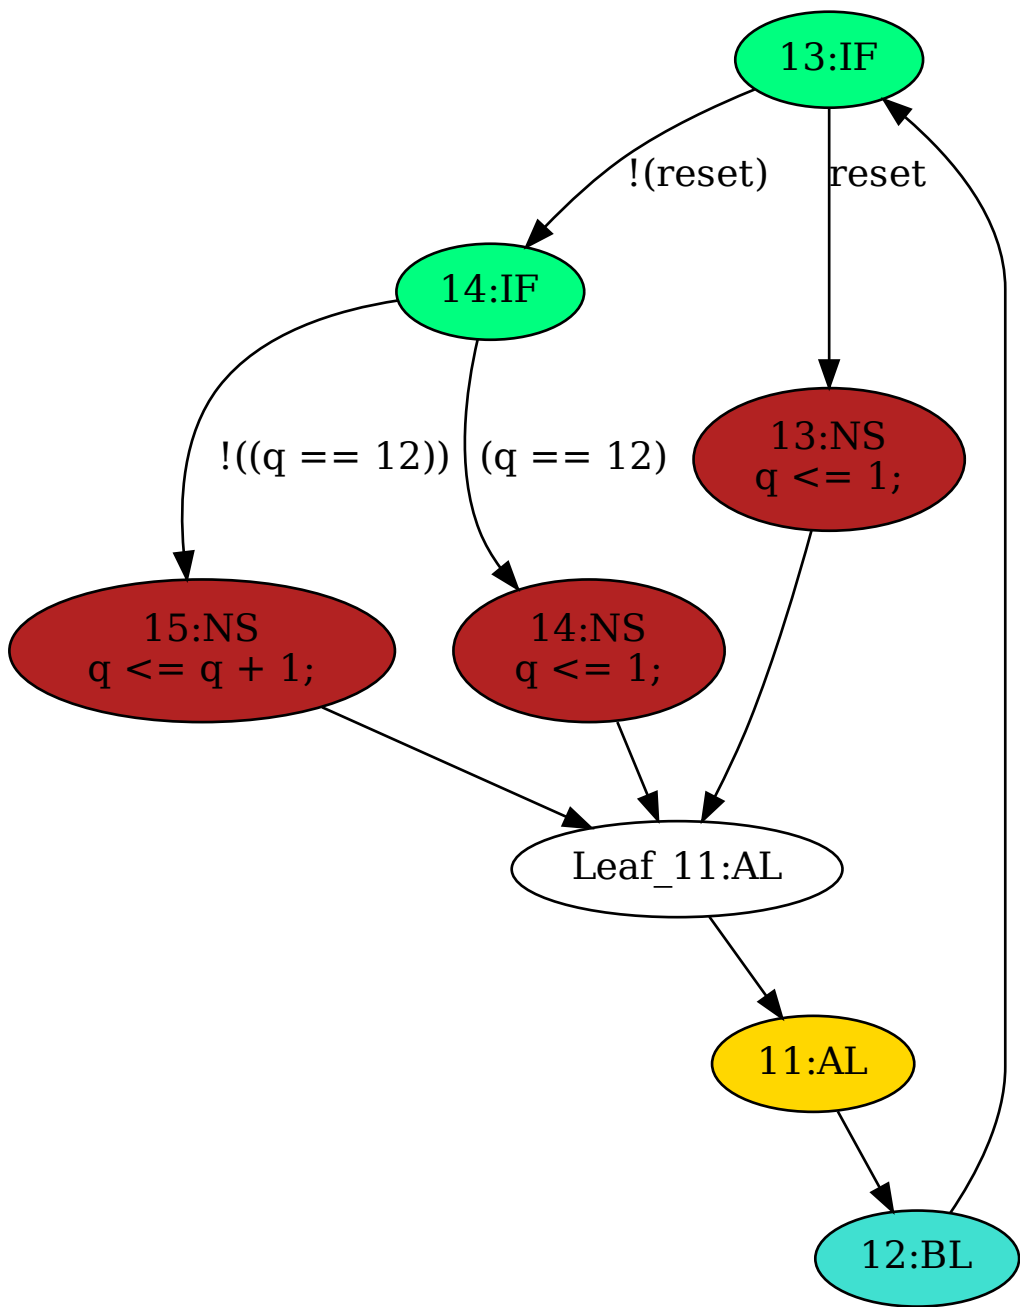 13:IF
!(reset)
reset
14:IF
!((q == 12))
(q == 12)
13:NS
q <= 1;
15:NS
q <= q + 1;
14:NS
q <= 1;
Leaf_11:AL
11:AL
12:BL